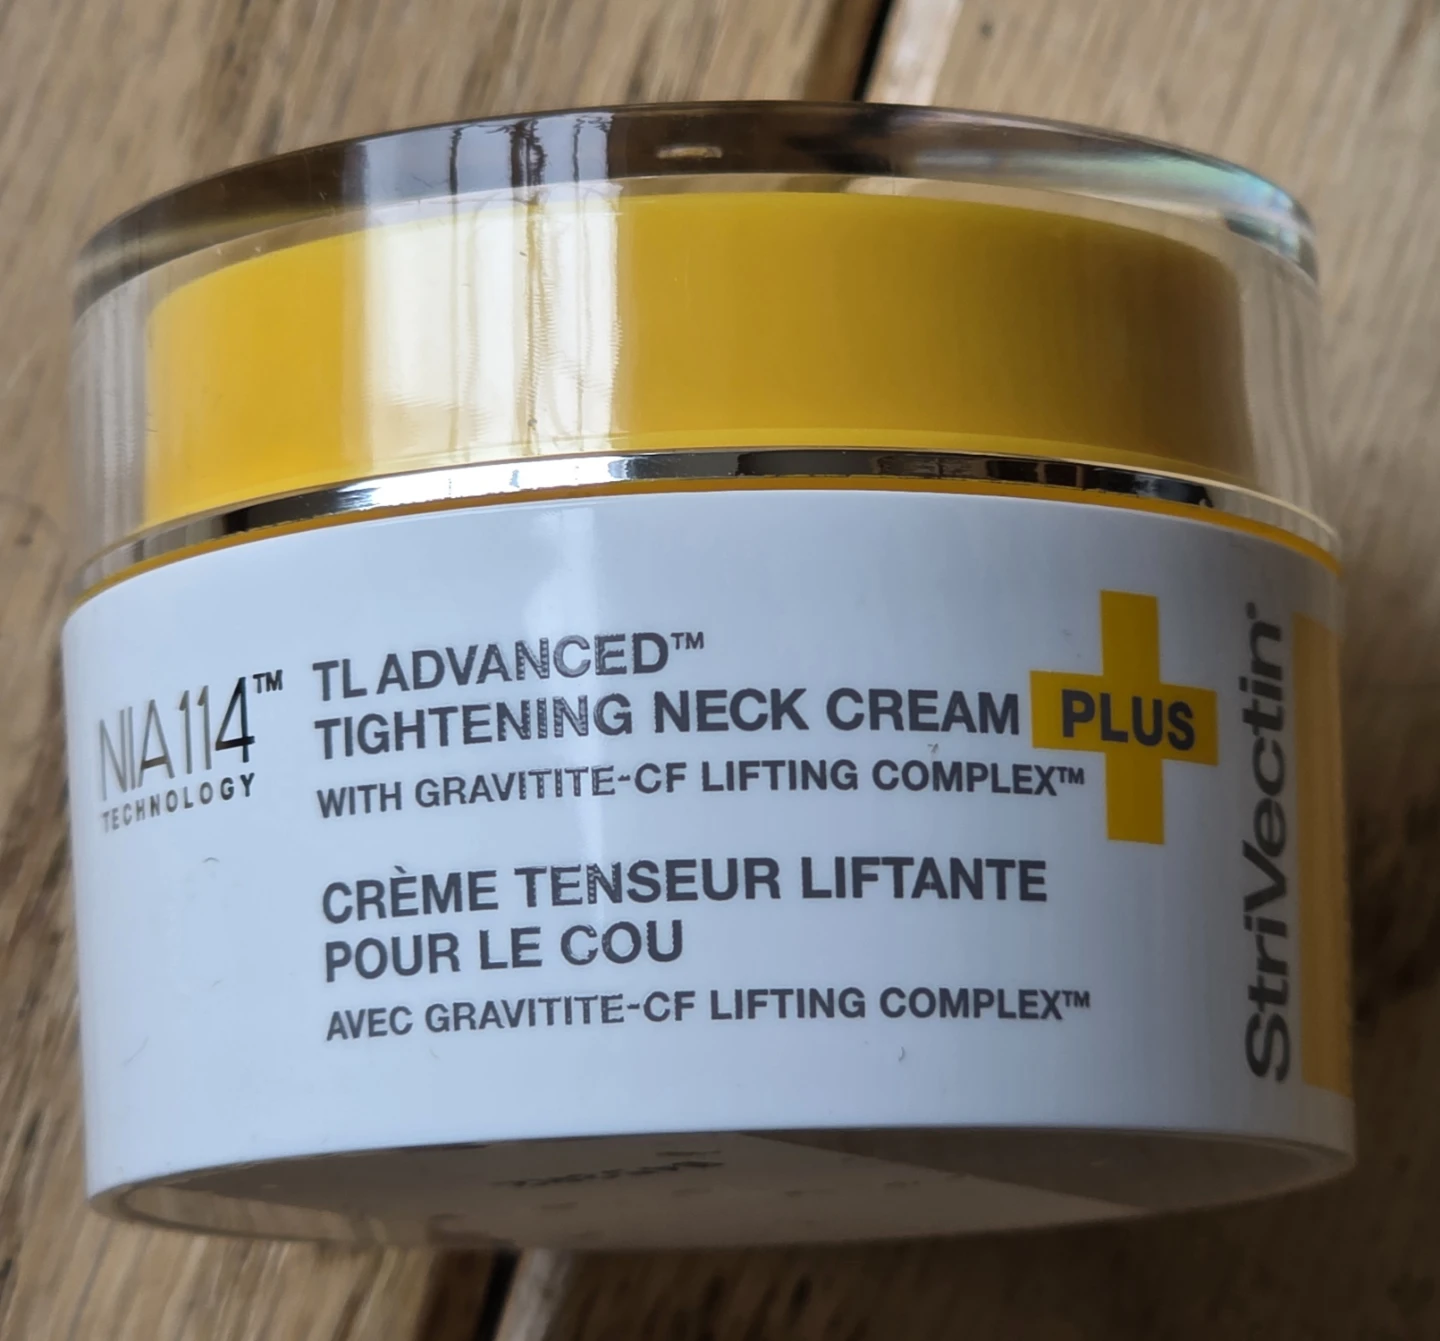 NIA114™
TECHNOLOGY
TL ADVANCED™
TIGHTENING NECK CREAM PLUS
WITH GRAVITITE-CF LIFTING COMPLEX™
CRÈME TENSEUR LIFTANTE
POUR LE COU
AVEC GRAVITITE-CF LIFTING COMPLEX™
StriVectin®